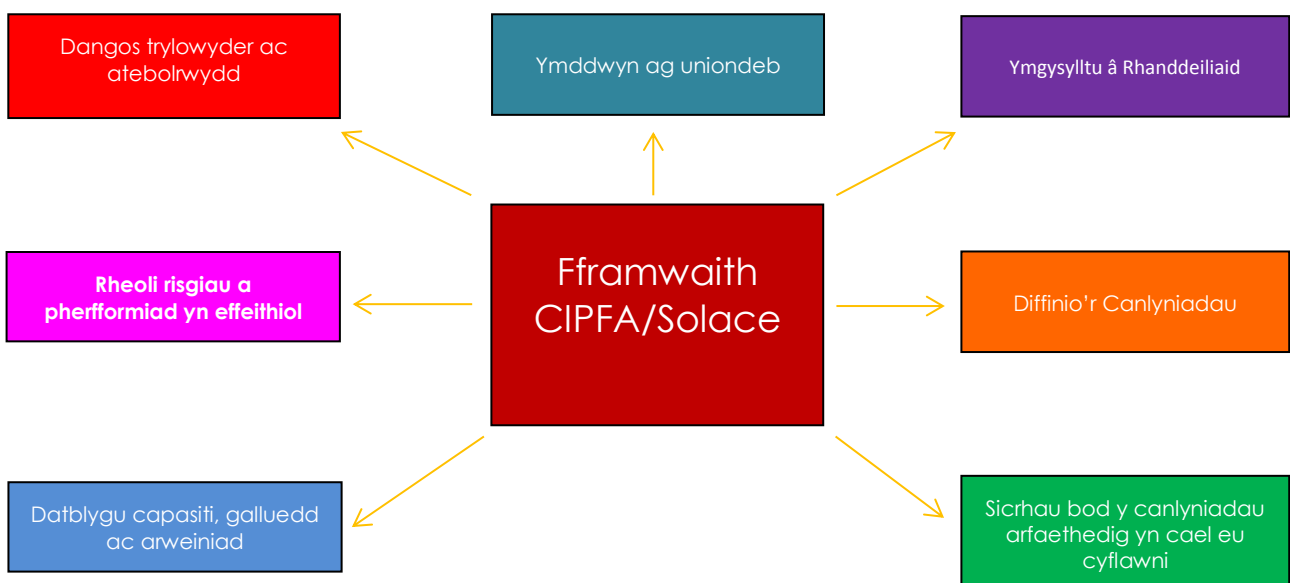 Dangos trylowyder ac
atebolrwydd
Ymddwyn ag uniondeb
Ymgysylltu â Rhanddeiliaid
Rheoli risgiau a
pherfformiad yn effeithiol
Fframwaith
CIPFA/Solace
Diffinio’r Canlyniadau
Datblygu capasiti, galluedd
ac arweiniad
Sicrhau bod y canlyniadau
arfaethedig yn cael eu
cyflawni